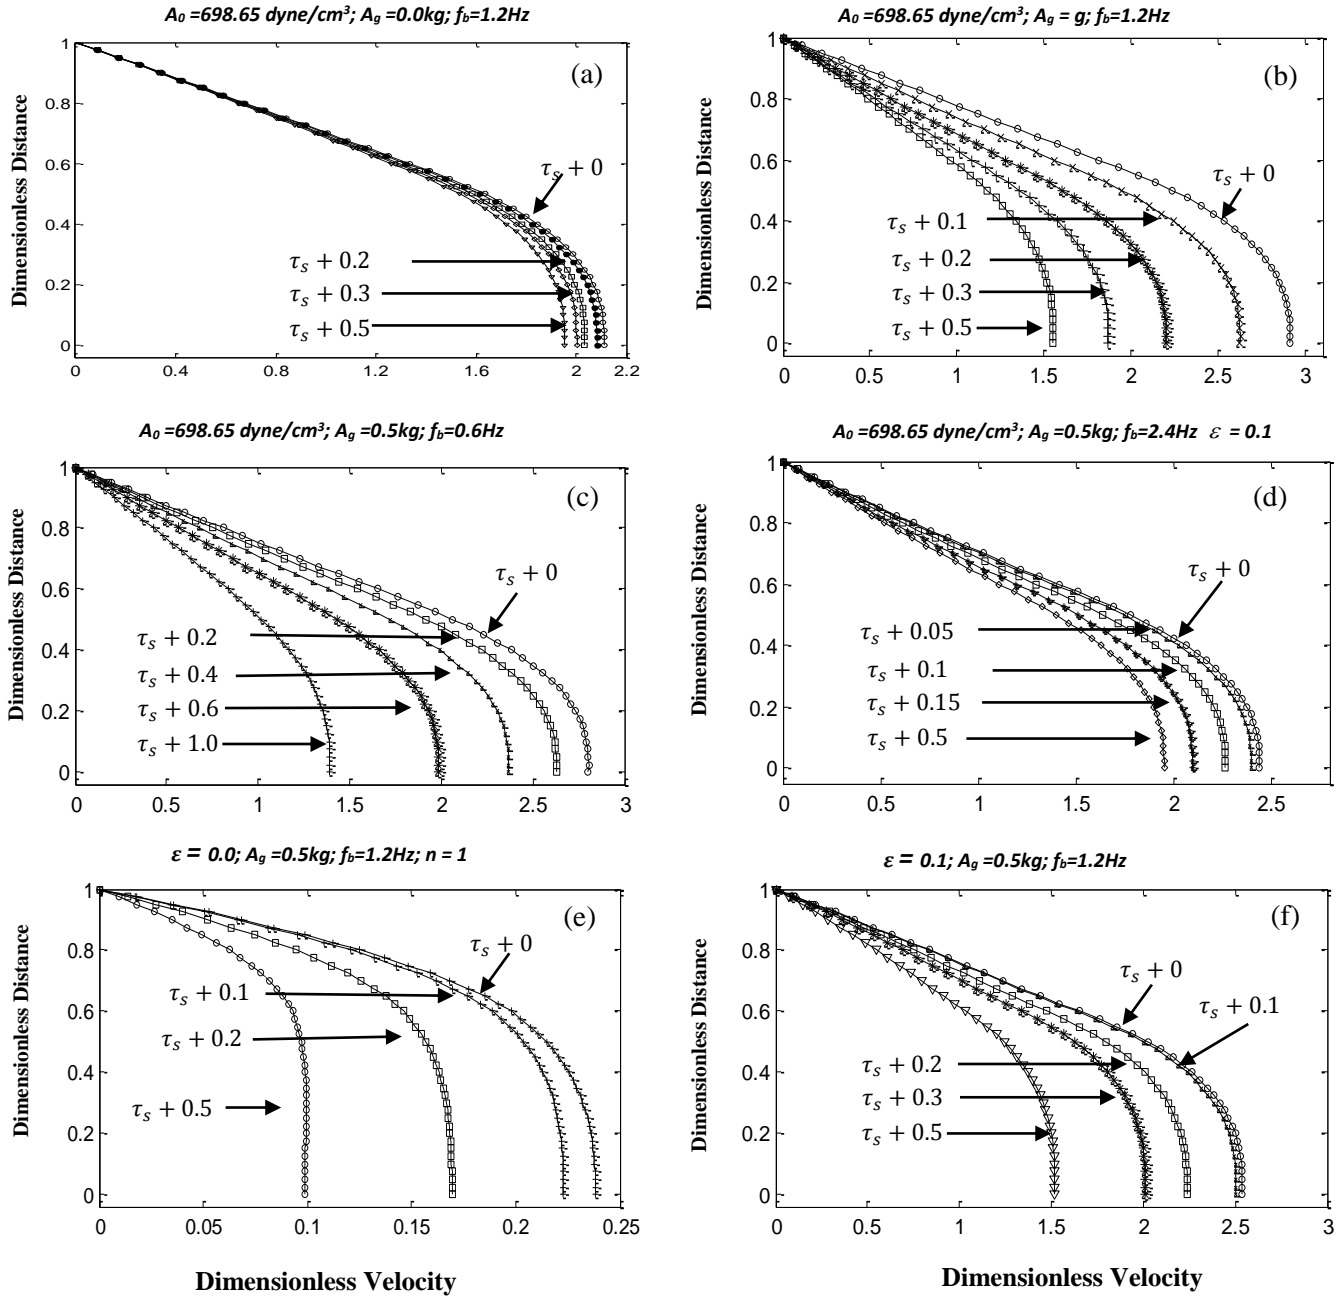 A₀ =698.65 dyne/cm³; A_g =0.0kg; f_b=1.2Hz
(a)
Dimensionless Distance
1
0.8
0.6
0.4
0.2
0
τ_s + 0
τ_s + 0.2
τ_s + 0.3
τ_s + 0.5
0 0.4 0.8 1.2 1.6 2 2.2
A₀ =698.65 dyne/cm³; A_g = g; f_b=1.2Hz
(b)
Dimensionless Distance
1
0.8
0.6
0.4
0.2
0
τ_s + 0
τ_s + 0.1
τ_s + 0.2
τ_s + 0.3
τ_s + 0.5
0 0.5 1 1.5 2 2.5 3
A₀ =698.65 dyne/cm³; A_g =0.5kg; f_b=0.6Hz
(c)
Dimensionless Distance
1
0.8
0.6
0.4
0.2
0
τ_s + 0
τ_s + 0.2
τ_s + 0.4
τ_s + 0.6
τ_s + 1.0
0 0.5 1 1.5 2 2.5 3
A₀ =698.65 dyne/cm³; A_g =0.5kg; f_b=2.4Hz ε = 0.1
(d)
Dimensionless Distance
1
0.8
0.6
0.4
0.2
0
τ_s + 0
τ_s + 0.05
τ_s + 0.1
τ_s + 0.15
τ_s + 0.5
0 0.5 1 1.5 2 2.5
ε = 0.0; A_g =0.5kg; f_b=1.2Hz; n = 1
(e)
Dimensionless Distance
1
0.8
0.6
0.4
0.2
0
τ_s + 0
τ_s + 0.1
τ_s + 0.2
τ_s + 0.5
0 0.05 0.1 0.15 0.2 0.25
Dimensionless Velocity
ε = 0.1; A_g =0.5kg; f_b=1.2Hz
(f)
Dimensionless Distance
1
0.8
0.6
0.4
0.2
0
τ_s + 0
τ_s + 0.1
τ_s + 0.2
τ_s + 0.3
τ_s + 0.5
0 0.5 1 1.5 2 2.5 3
Dimensionless Velocity